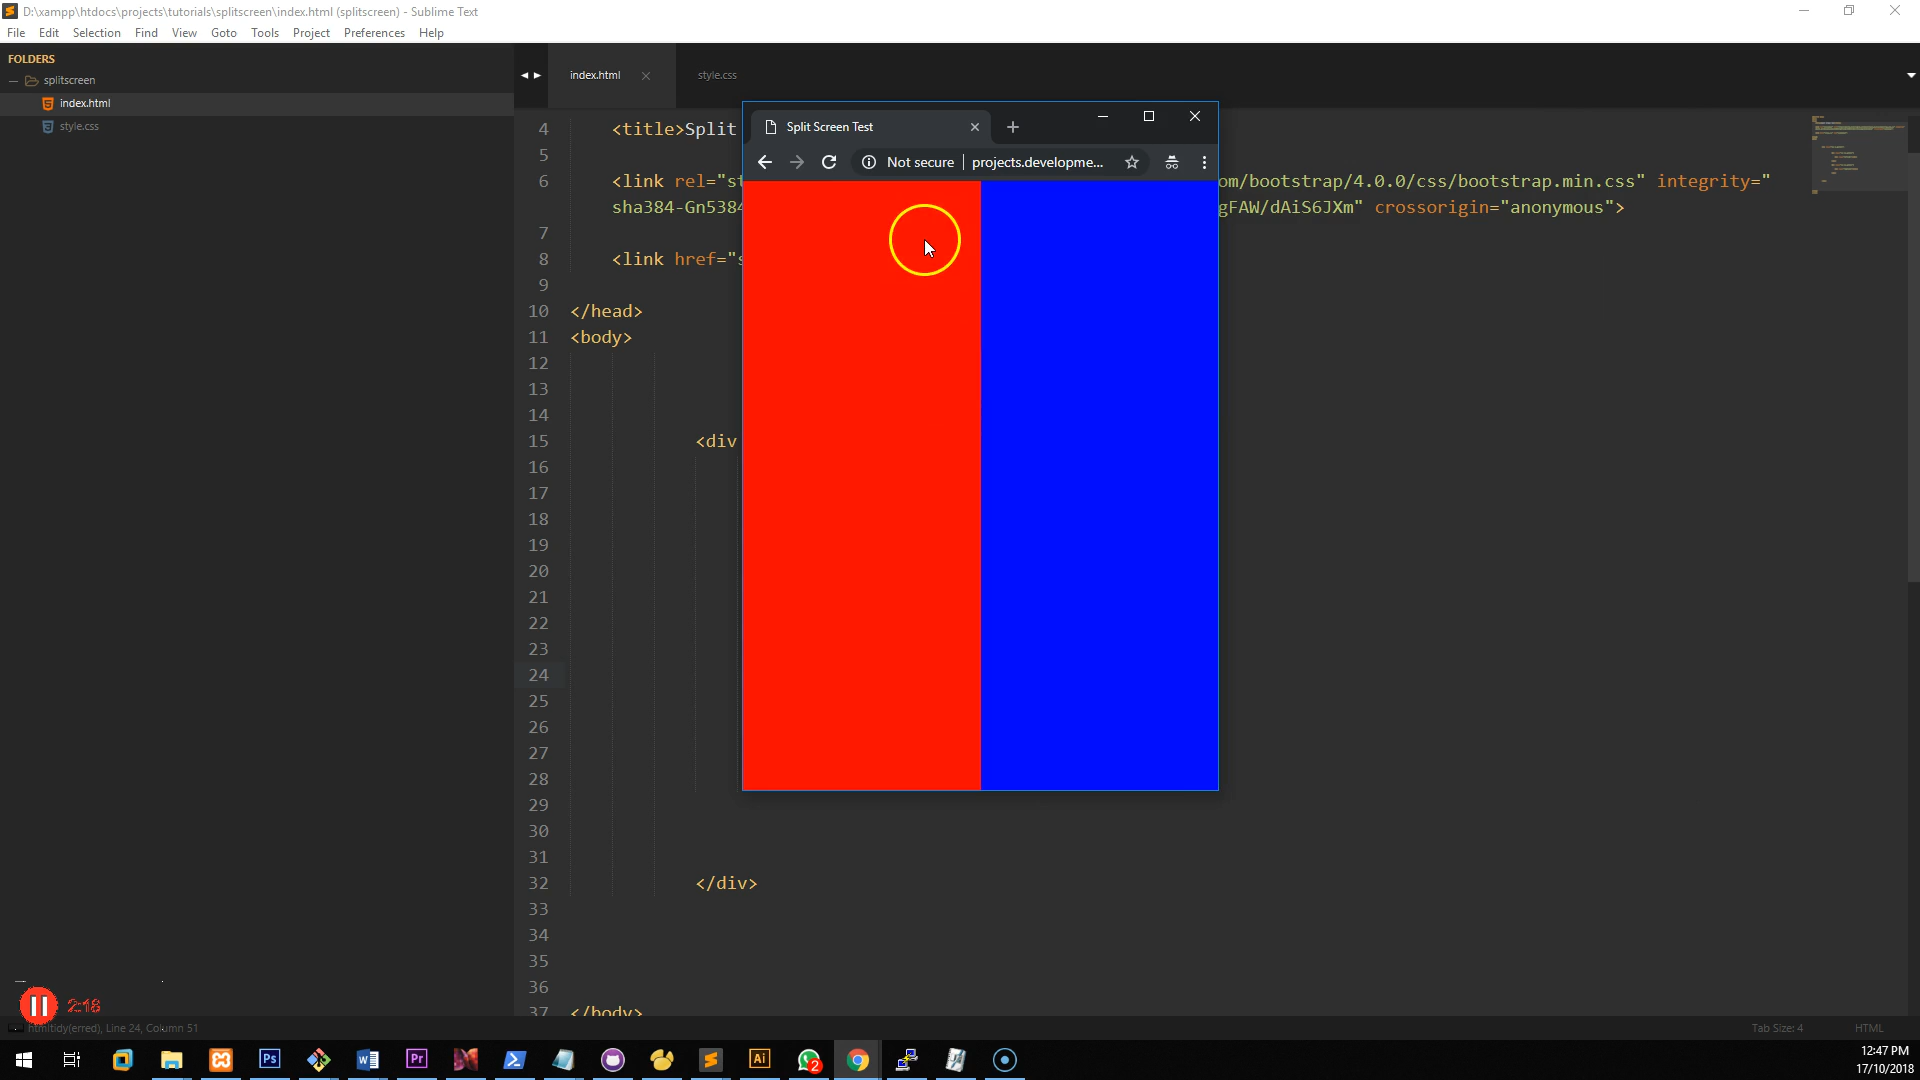 D:\xampp\htdocs\projects\tutorials\splitscreen\index.html (splitscreen) - Sublime Text
File Edit Selection Find View Goto Tools Project Preferences Help
FOLDERS
splitscreen
index.html
style.css
index.html
style.css
Split Screen Test
Not secure projects.developme...
4 <title>Split
5
6 <link rel="st om/bootstrap/4.0.0/css/bootstrap.min.css" integrity="
sha384-Gn5384 gFAW/dAiS6JXm" crossorigin="anonymous">
7
8 <link href="s
9
10 </head>
11 <body>
12
13
14
15 <div
16
17
18
19
20
21
22
23
24
25
26
27
28
29
30
31
32 </div>
33
34
35
36
37 </body>
2:18
htmltidy(erred), Line 24, Column 51
Tab Size: 4 HTML
Ps
Pr
Ai
2
12:47 PM
17/10/2018